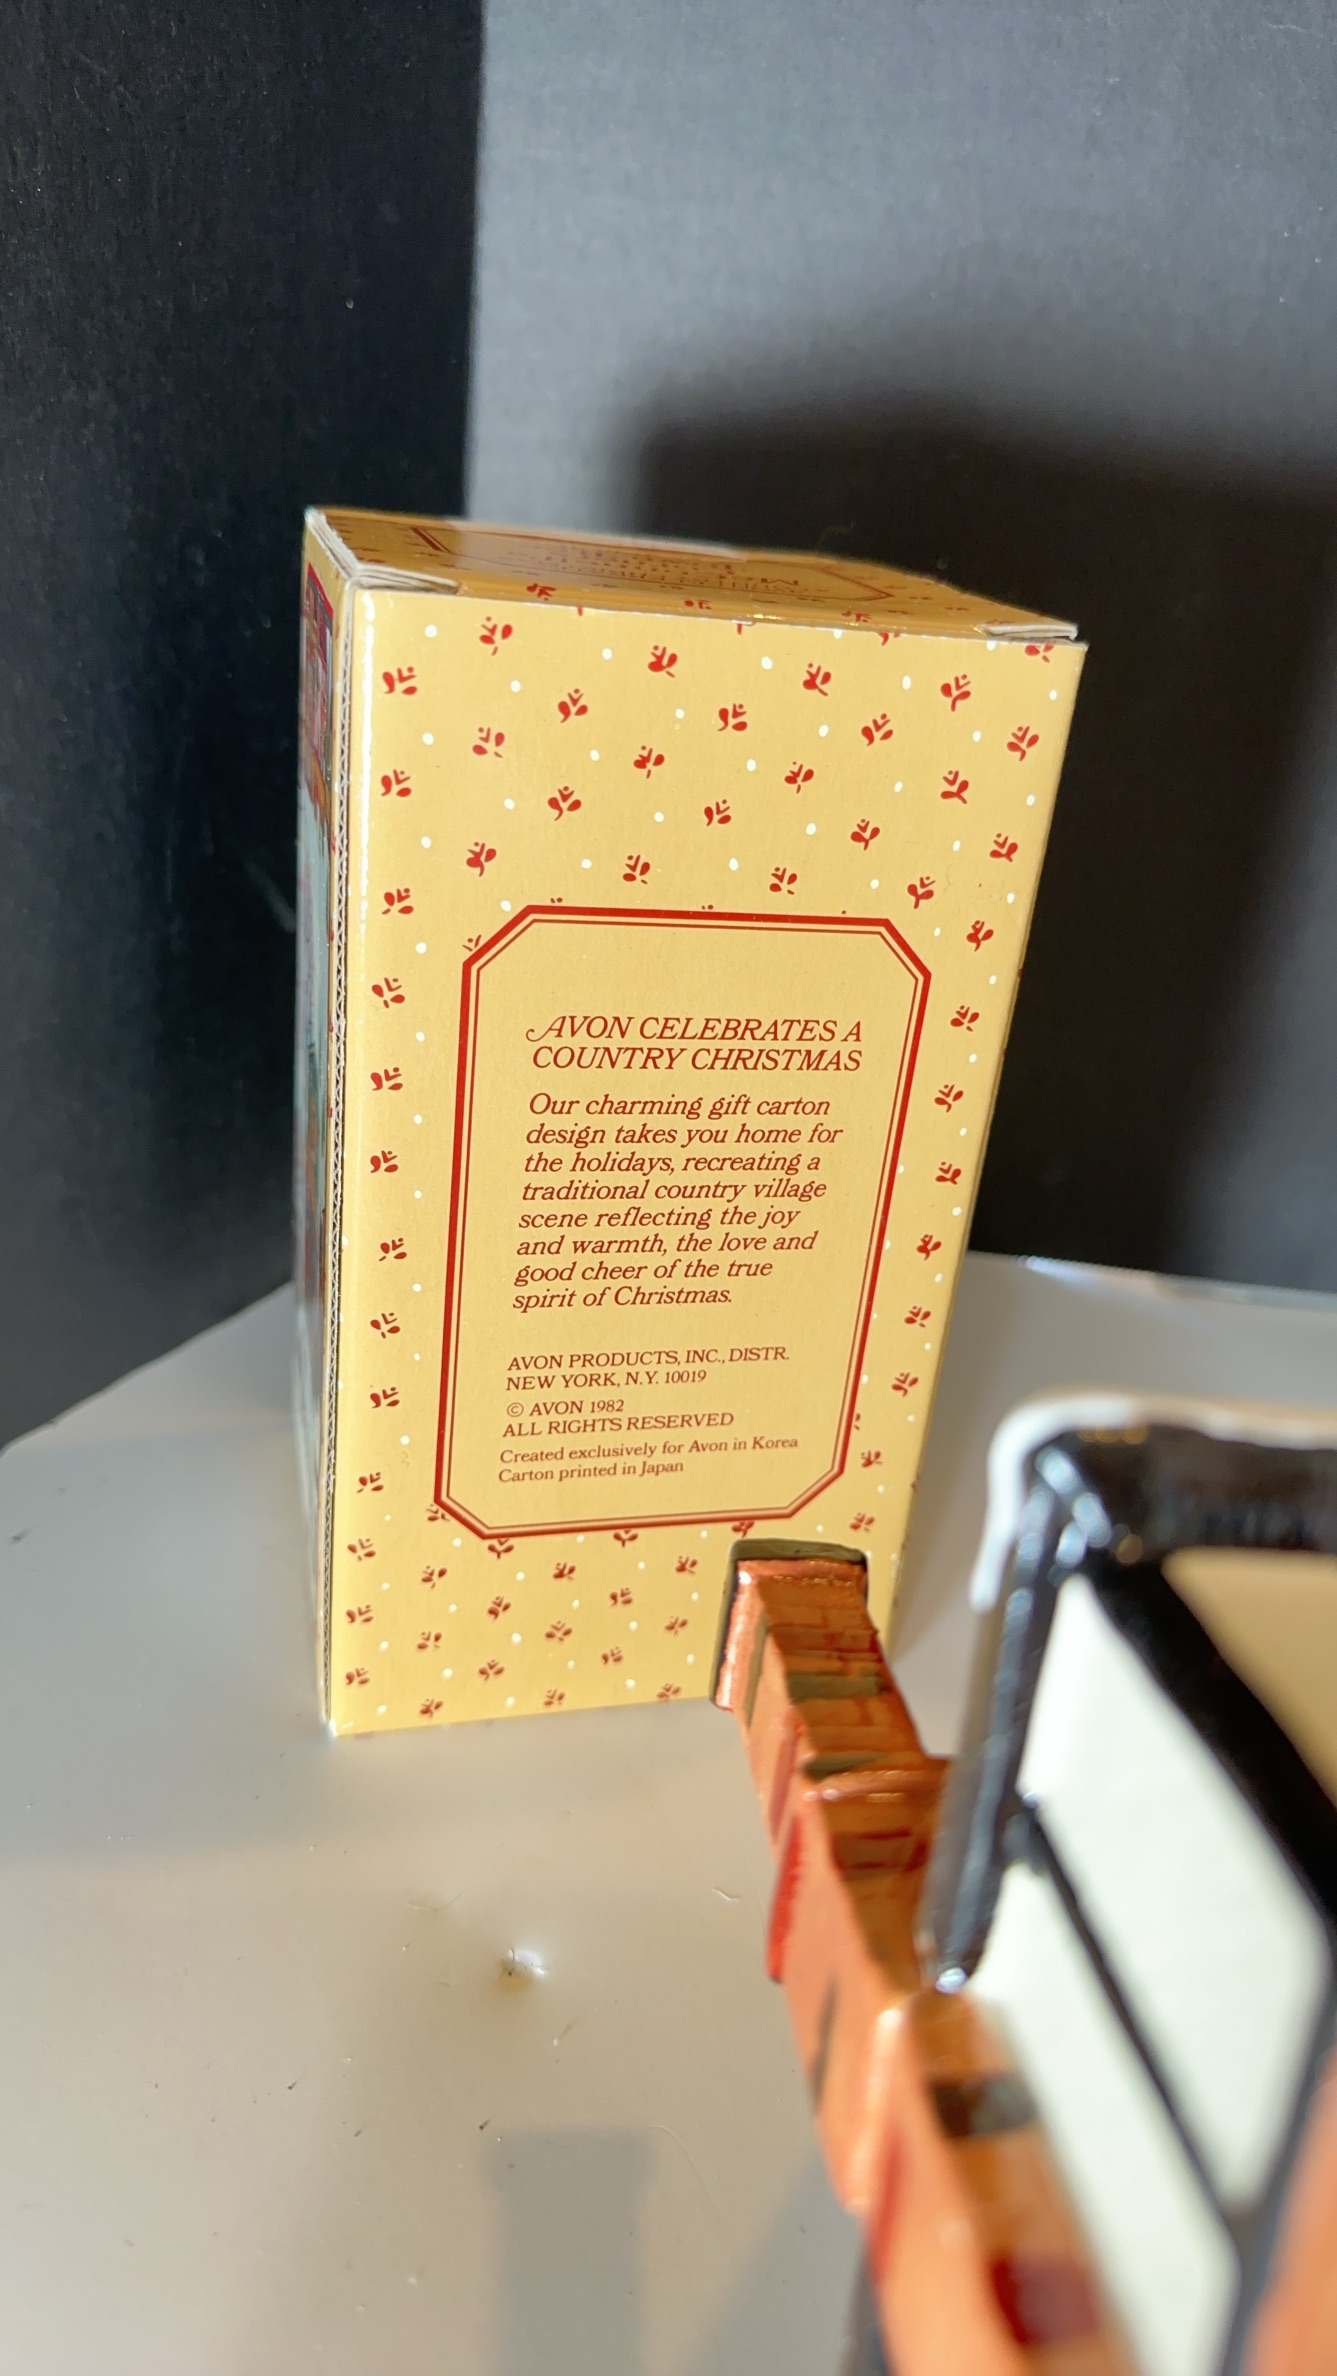 AVON CELEBRATES A
COUNTRY CHRISTMAS
Our charming gift carton
design takes you home for
the holidays, recreating a
traditional country village
scene reflecting the joy
and warmth, the love and
good cheer of the true
spirit of Christmas.
AVON PRODUCTS, INC., DISTR.
NEW YORK, N.Y. 10019
© AVON 1982
ALL RIGHTS RESERVED
Created exclusively for Avon in Korea
Carton printed in Japan